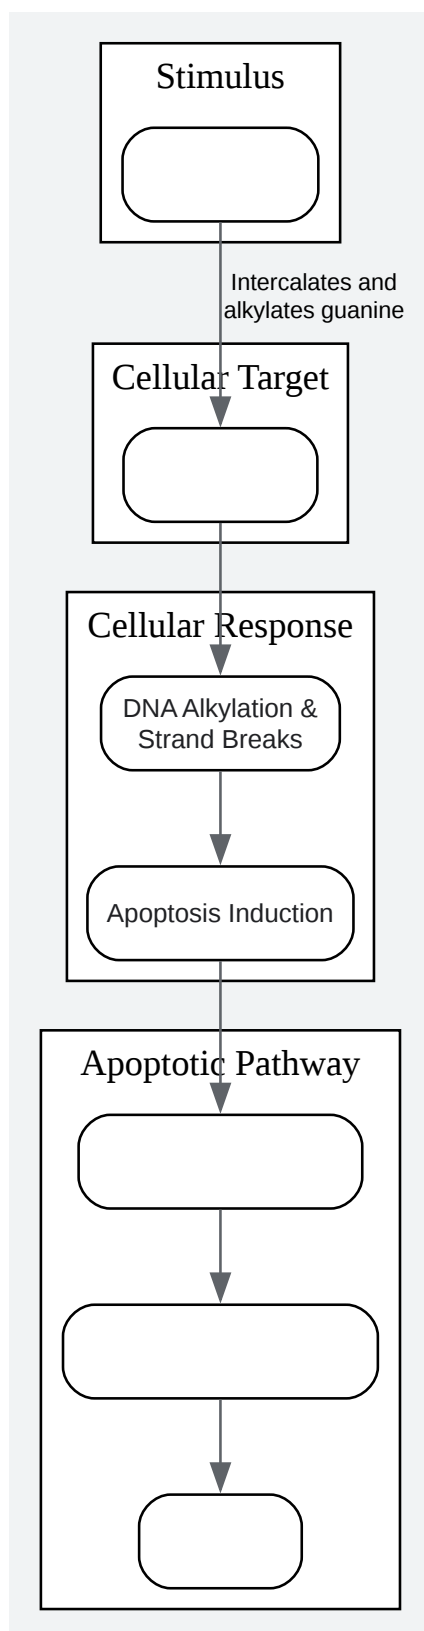 Stimulus
Intercalates and
alkylates guanine
Cellular Target
Cellular Response
DNA Alkylation &
Strand Breaks
Apoptosis Induction
Apoptotic Pathway